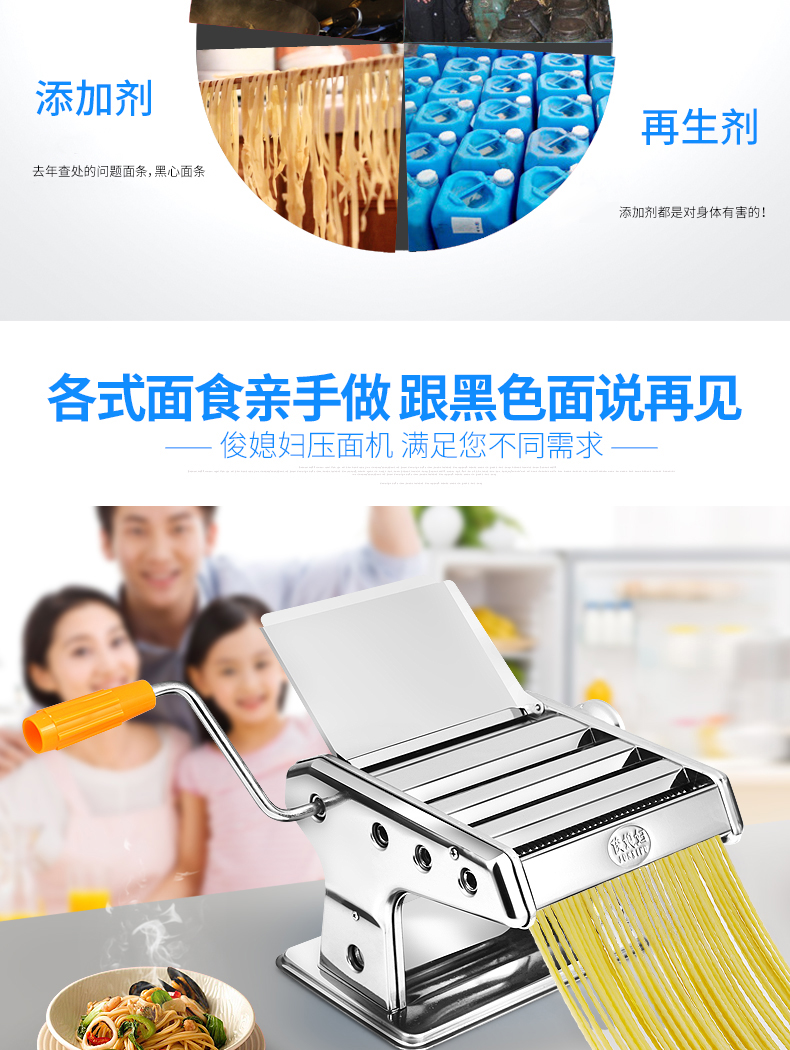 添加剂
去年查处的问题面条，黑心面条
再生剂
添加剂都是对身体有害的！
各式面食亲手做 跟黑色面说再见
俊媳妇压面机 满足您不同需求
俊媳妇